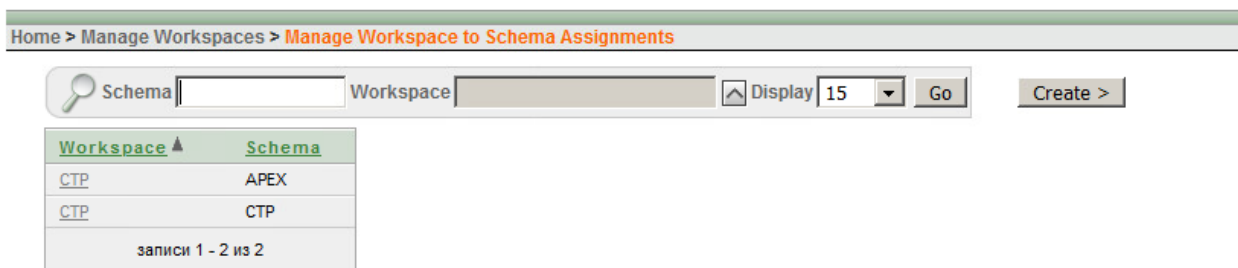 Home > Manage Workspaces > Manage Workspace to Schema Assignments
Schema Workspace Display 15 Go Create >
Workspace Schema
CTP APEX
CTP CTP
записи 1 - 2 из 2